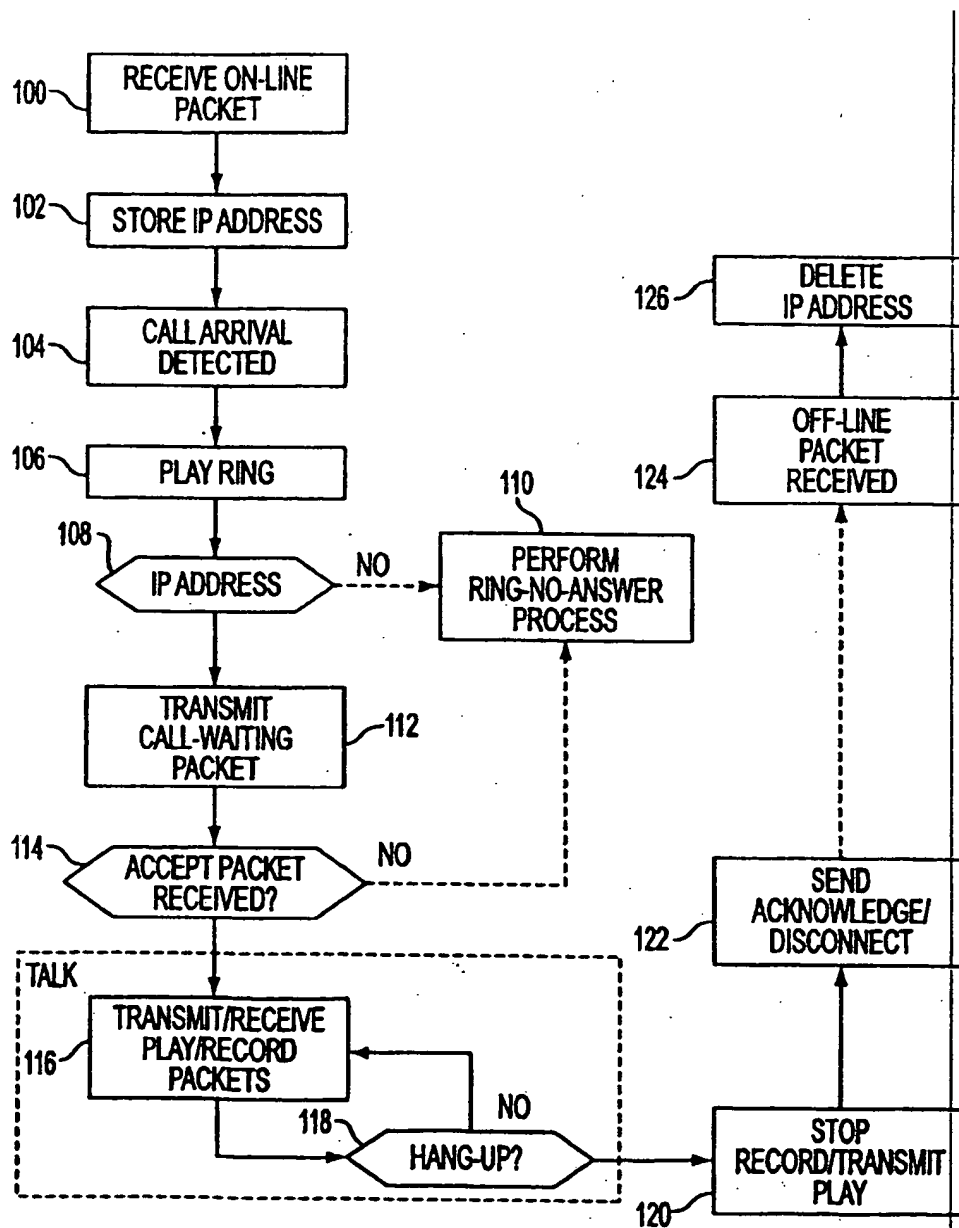 100
RECEIVE ON-LINE
PACKET
102
STORE IP ADDRESS
104
CALL ARRIVAL
DETECTED
106
PLAY RING
108
IP ADDRESS
NO
110
PERFORM
RING-NO-ANSWER
PROCESS
TRANSMIT
CALL-WAITING
PACKET
112
114
ACCEPT PACKET
RECEIVED?
NO
TALK
116
TRANSMIT/RECEIVE
PLAY/RECORD
PACKETS
118
HANG-UP?
NO
120
STOP
RECORD/TRANSMIT
PLAY
122
SEND
ACKNOWLEDGE/
DISCONNECT
124
OFF-LINE
PACKET
RECEIVED
126
DELETE
IP ADDRESS